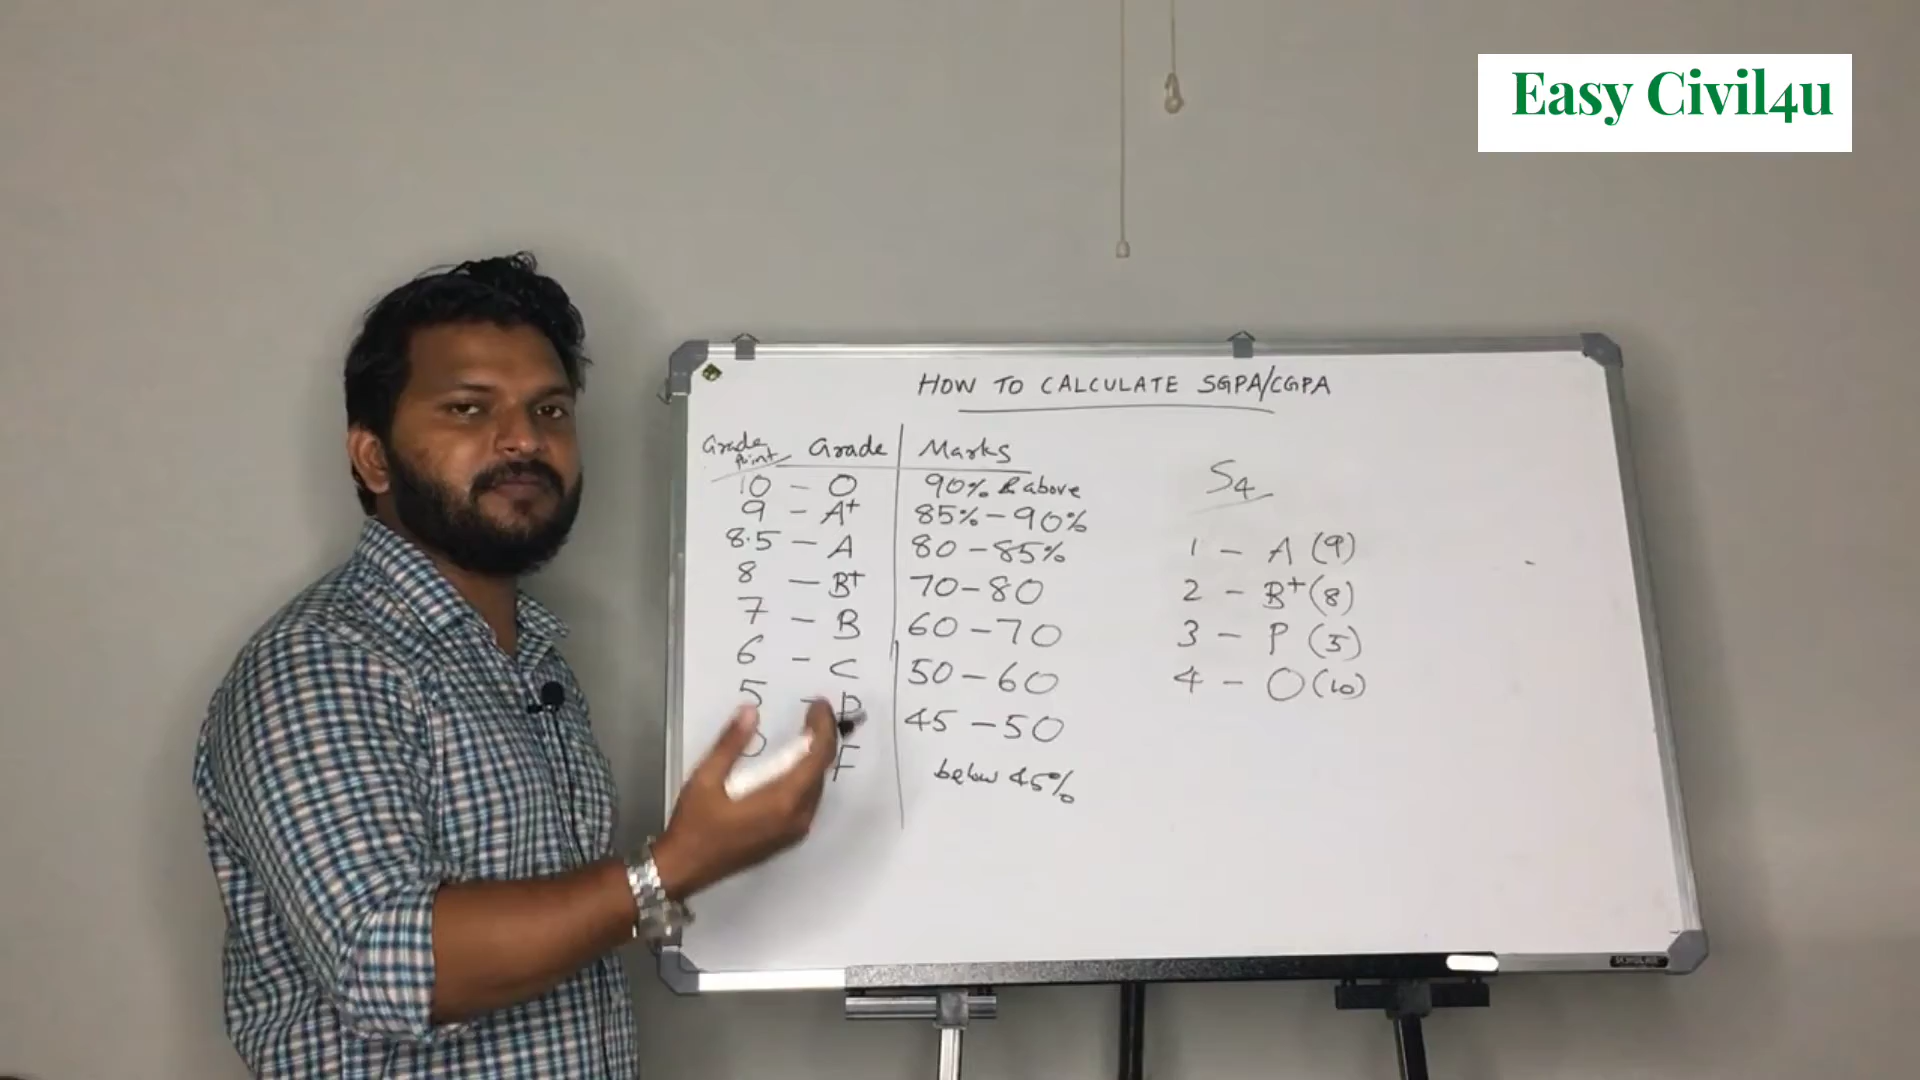 Easy Civil4u
HOW TO CALCULATE SGPA/CGPA
Grade Point Grade Marks
10 - O 90% & above
9 - A+ 85% - 90%
8.5 - A 80 - 85%
8 - B+ 70 - 80
7 - B 60 - 70
6 - C 50 - 60
5 - P 45 - 50
F below 45%
S4
1 - A (9)
2 - B+ (8)
3 - P (5)
4 - O (10)